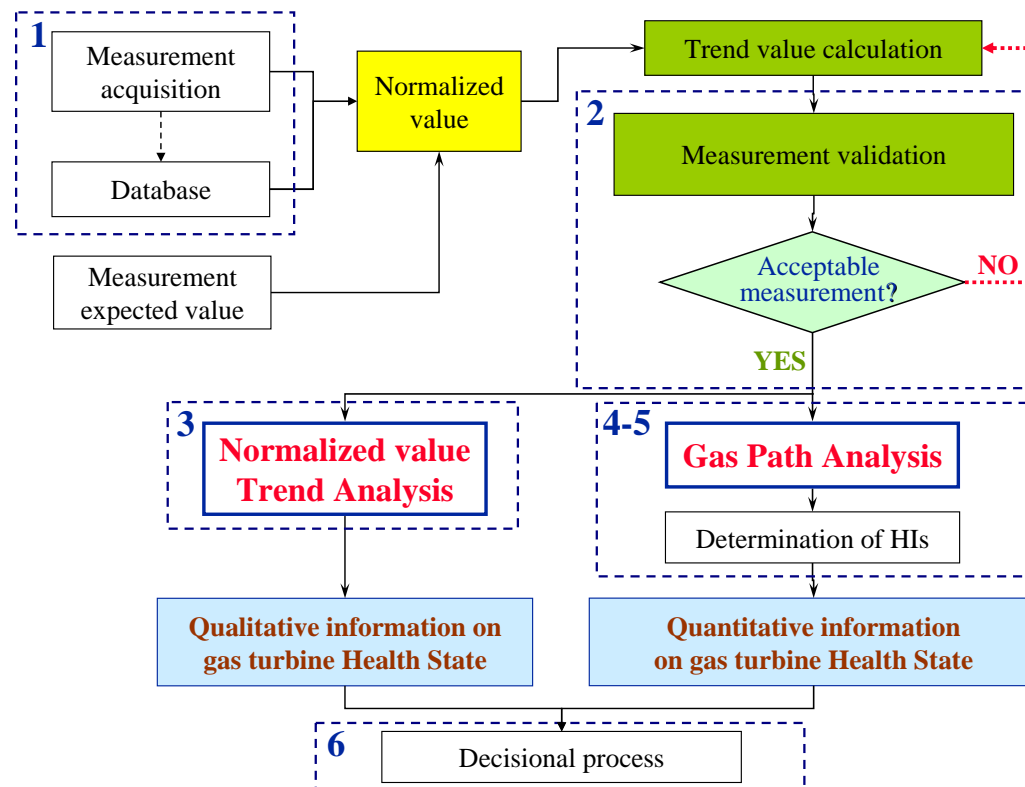 1
Measurement
acquisition
Database
Measurement
expected value
Normalized
value
Trend value calculation
2
Measurement validation
Acceptable
measurement?
NO
YES
3
Normalized value
Trend Analysis
4-5
Gas Path Analysis
Determination of HIs
Qualitative information on
gas turbine Health State
Quantitative information
on gas turbine Health State
6
Decisional process